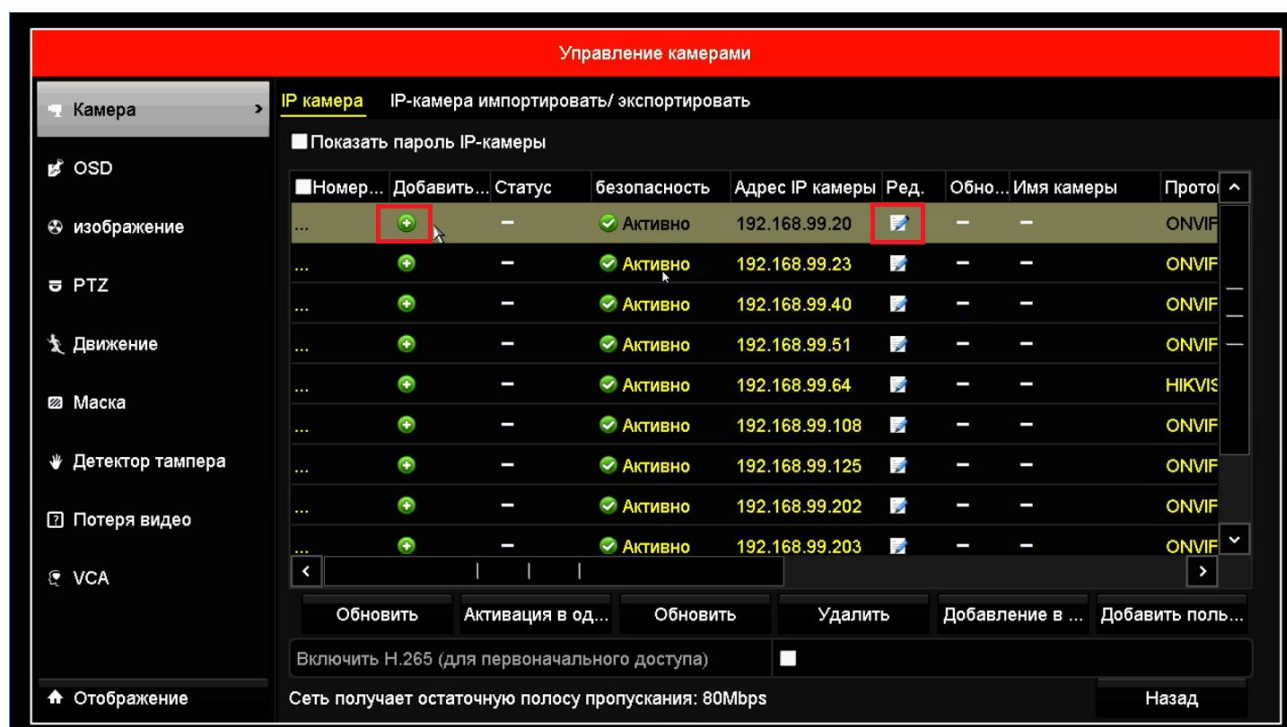 Управление камерами
Камера
OSD
изображение
PTZ
Движение
Маска
Детектор тампера
Потеря видео
VCA
Отображение
IP камера IP-камера импортировать/ экспортировать
Показать пароль IP-камеры
Номер... Добавить... Статус безопасность Адрес IP камеры Ред. Обно... Имя камеры Протог
... – Активно 192.168.99.20 – – ONVIF
... – Активно 192.168.99.23 – – ONVIF
... – Активно 192.168.99.40 – – ONVIF
... – Активно 192.168.99.51 – – ONVIF
... – Активно 192.168.99.64 – – HIKVIS
... – Активно 192.168.99.108 – – ONVIF
... – Активно 192.168.99.125 – – ONVIF
... – Активно 192.168.99.202 – – ONVIF
... – Активно 192.168.99.203 – – ONVIF
Обновить Активация в од... Обновить Удалить Добавление в ... Добавить поль...
Включить H.265 (для первоначального доступа)
Сеть получает остаточную полосу пропускания: 80Mbps Назад